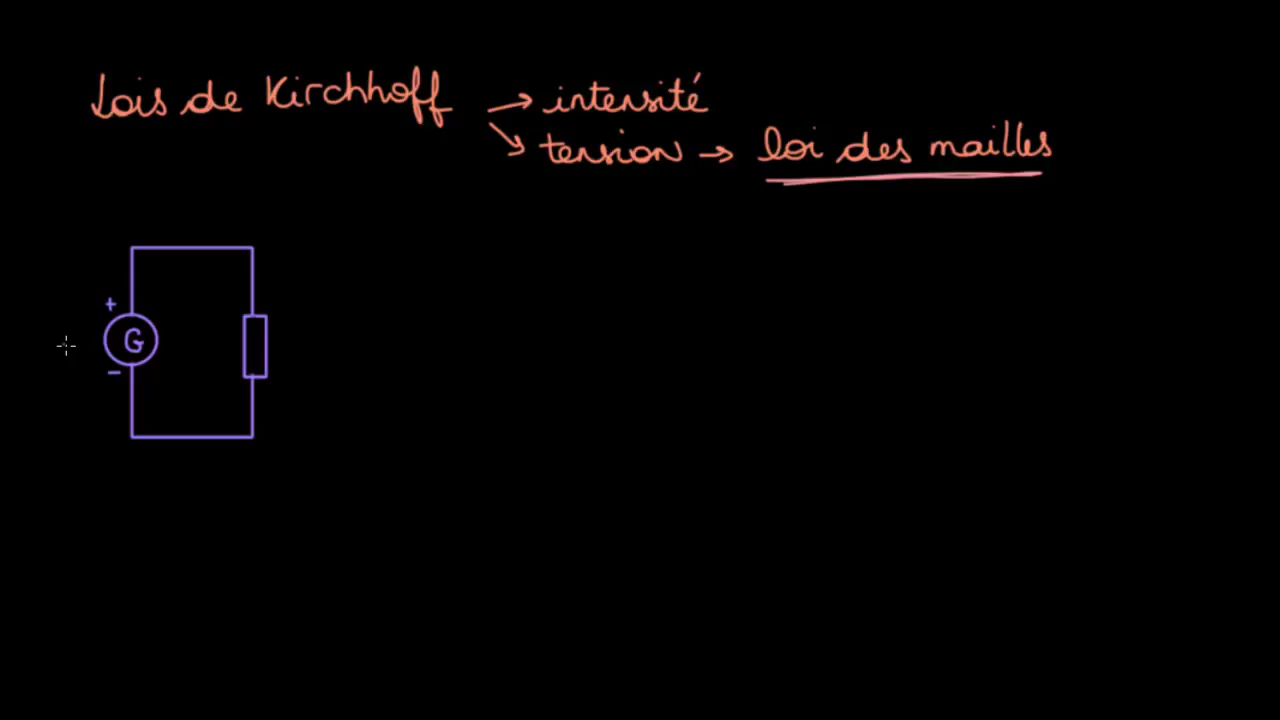 Lois de Kirchhoff → intensité
→ tension → loi des mailles
+
G
−